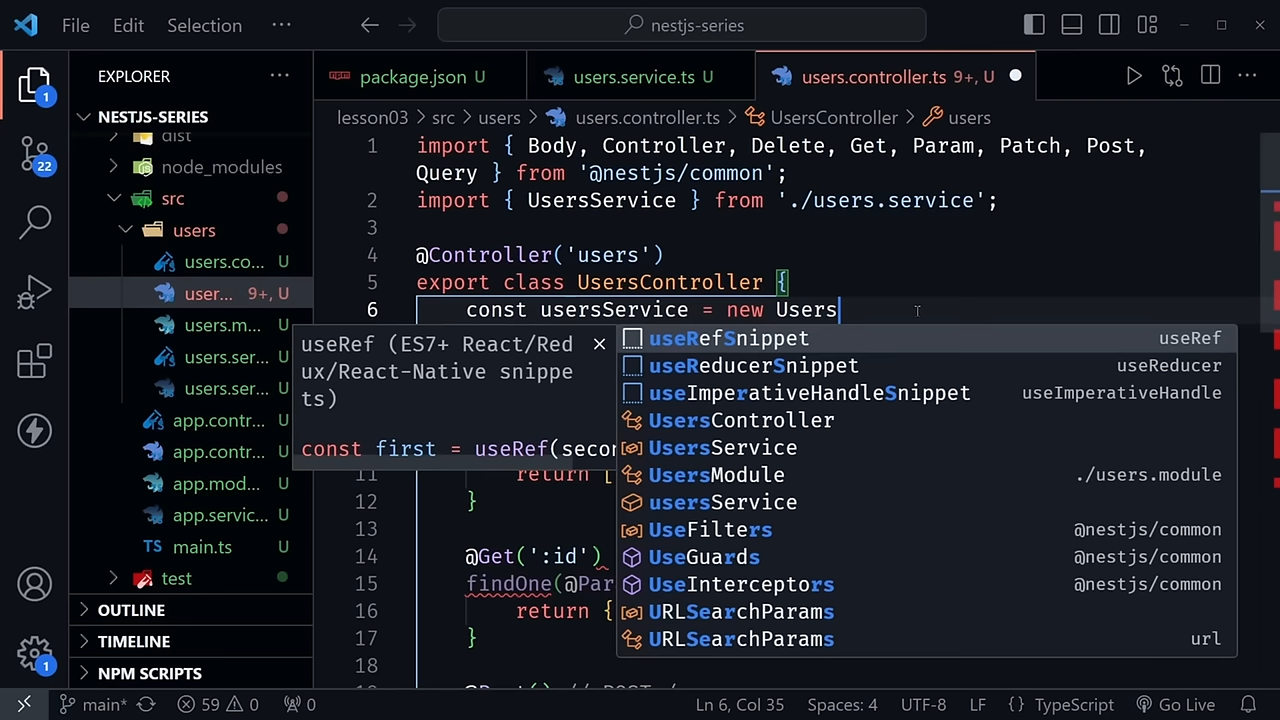 File Edit Selection ···
nestjs-series
EXPLORER ···
NESTJS-SERIES
dist
node_modules
src
users
users.co... U
user... 9+, U
users.m... U
users.ser... U
users.ser... U
app.contr... U
app.contr... U
app.mod... U
app.servic... U
TS main.ts U
test
OUTLINE
TIMELINE
NPM SCRIPTS
1
22
1
package.json U
users.service.ts U
users.controller.ts 9+, U
lesson03 > src > users > users.controller.ts > UsersController > users
1 import { Body, Controller, Delete, Get, Param, Patch, Post,
Query } from '@nestjs/common';
2 import { UsersService } from './users.service';
3
4 @Controller('users')
5 export class UsersController {
6 const usersService = new Users
useRef (ES7+ React/Red
ux/React-Native snippe
ts)
const first = useRef(secon
useRefSnippet useRef
useReducerSnippet useReducer
useImperativeHandleSnippet useImperativeHandle
UsersController
UsersService
UsersModule ./users.module
usersService
UseFilters @nestjs/common
UseGuards @nestjs/common
UseInterceptors @nestjs/common
URLSearchParams
URLSearchParams url
11 return [
12 }
13
14 @Get(':id')
15 findOne(@Par
16 return {
17 }
18
main* 59 0 0 Ln 6, Col 35 Spaces: 4 UTF-8 LF {} TypeScript Go Live